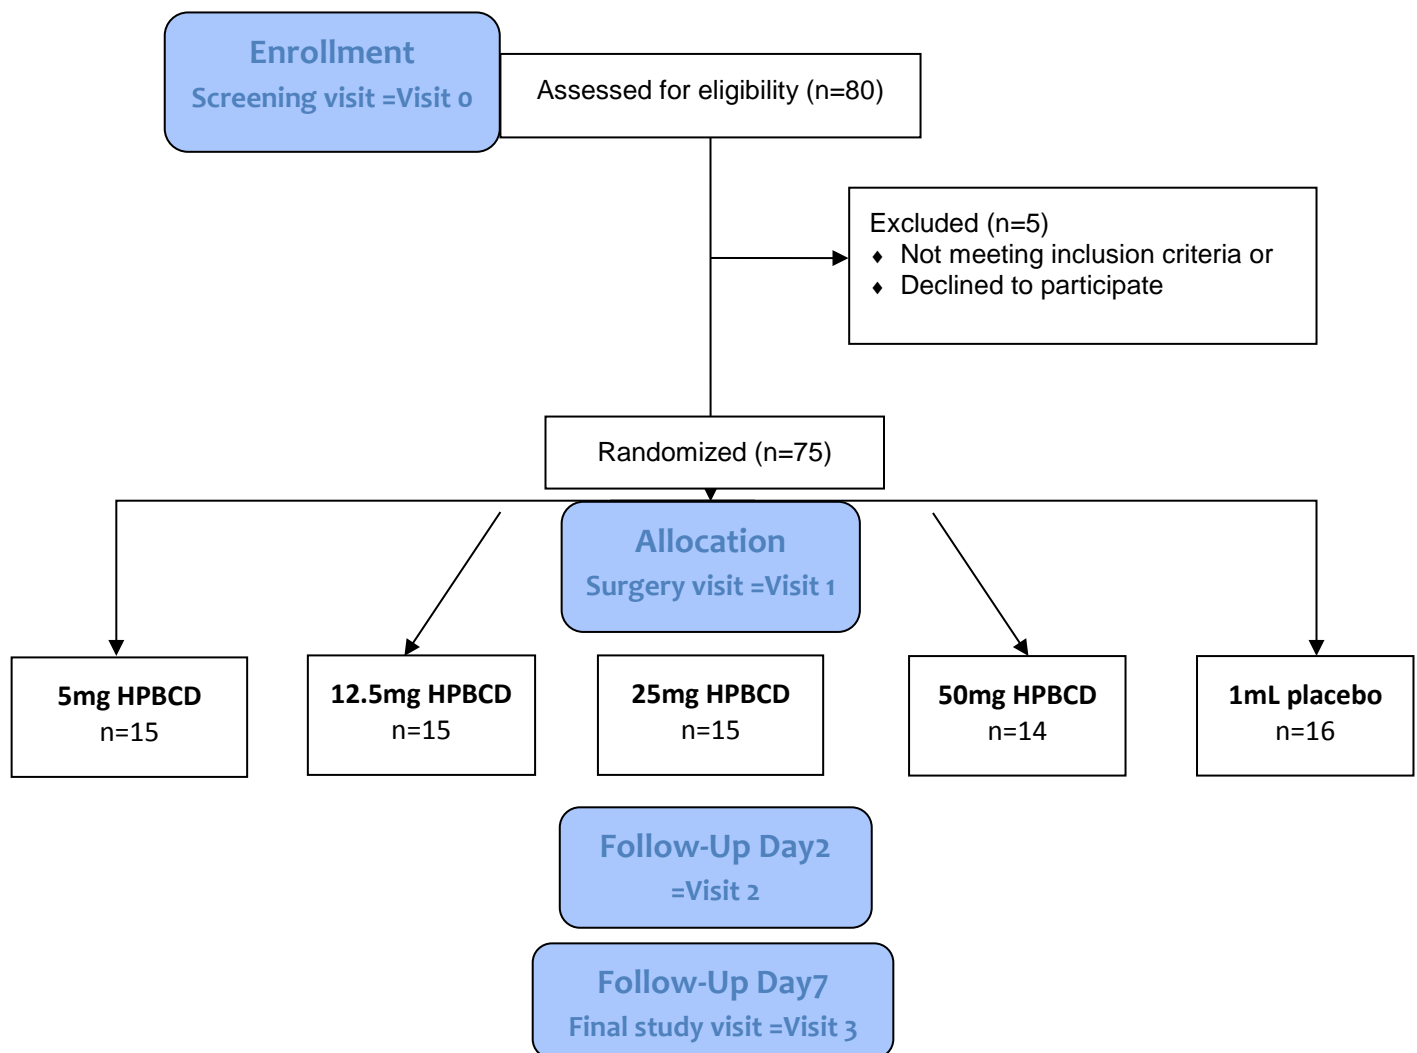 Enrollment
Screening visit =Visit 0
Assessed for eligibility (n=80)
Excluded (n=5)
♦ Not meeting inclusion criteria or
♦ Declined to participate
Randomized (n=75)
Allocation
Surgery visit =Visit 1
5mg HPBCD
n=15
12.5mg HPBCD
n=15
25mg HPBCD
n=15
50mg HPBCD
n=14
1mL placebo
n=16
Follow-Up Day2
=Visit 2
Follow-Up Day7
Final study visit =Visit 3